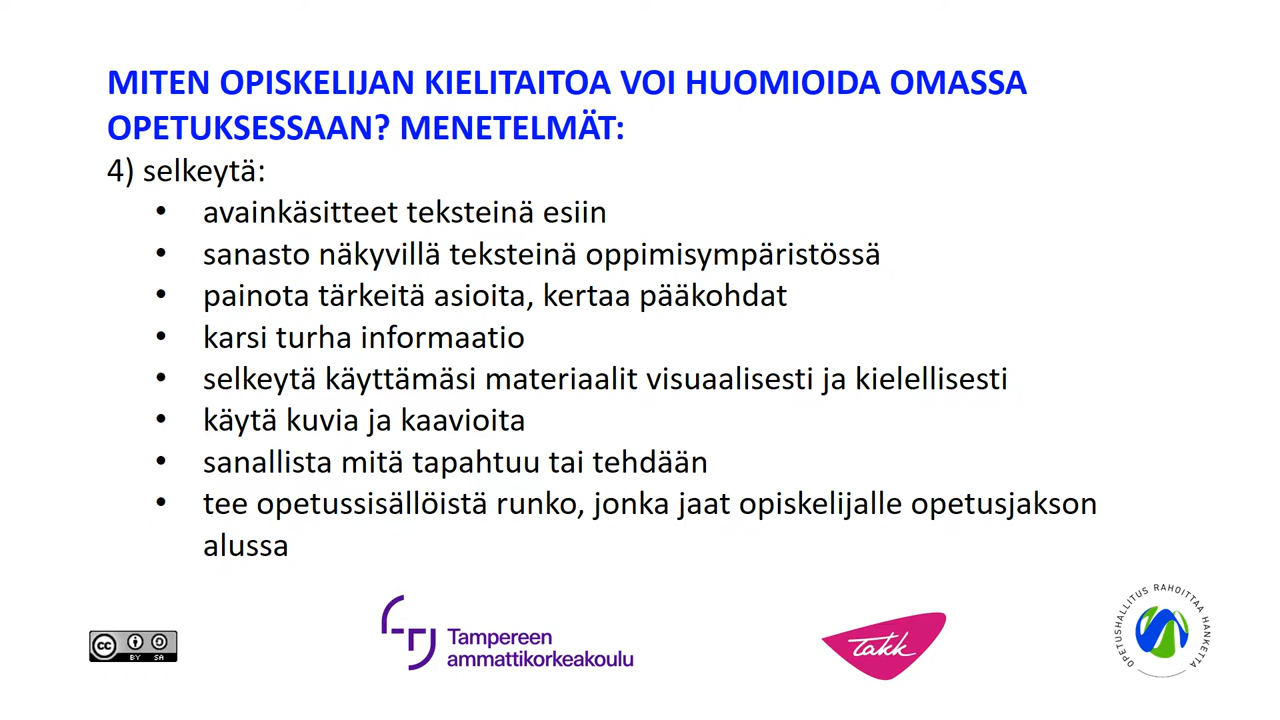 MITEN OPISKELIJAN KIELITAITOA VOI HUOMIOIDA OMASSA
OPETUKSESSAAN? MENETELMÄT:
4) selkeytä:
• avainkäsitteet teksteinä esiin
• sanasto näkyvillä teksteinä oppimisympäristössä
• painota tärkeitä asioita, kertaa pääkohdat
• karsi turha informaatio
• selkeytä käyttämäsi materiaalit visuaalisesti ja kielellisesti
• käytä kuvia ja kaavioita
• sanallista mitä tapahtuu tai tehdään
• tee opetussisällöistä runko, jonka jaat opiskelijalle opetusjakson
alussa
cc BY SA
Tampereen
ammattikorkeakoulu
takk
OPETUSHALLITUS RAHOITTAA HANKETTA